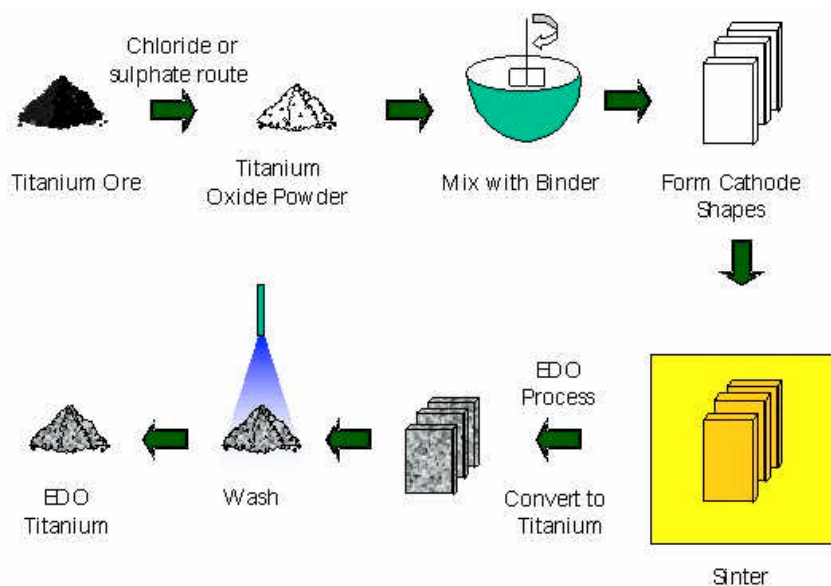 Chloride or
sulphate route
Titanium Ore
Titanium
Oxide Powder
Mix with Binder
Form Cathode
Shapes
EDO
Process
Convert to
Titanium
Sinter
Wash
EDO
Titanium